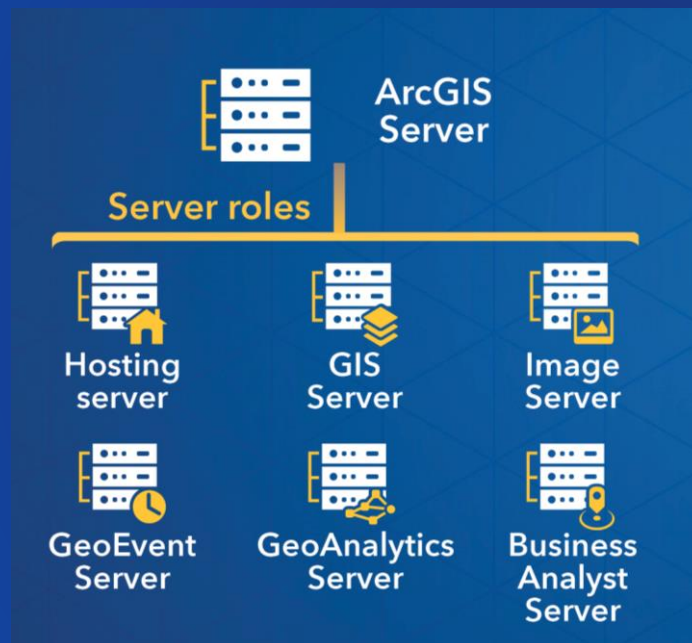 ArcGIS
Server
Server roles
Hosting
server
GIS
Server
Image
Server
GeoEvent
Server
GeoAnalytics
Server
Business
Analyst
Server